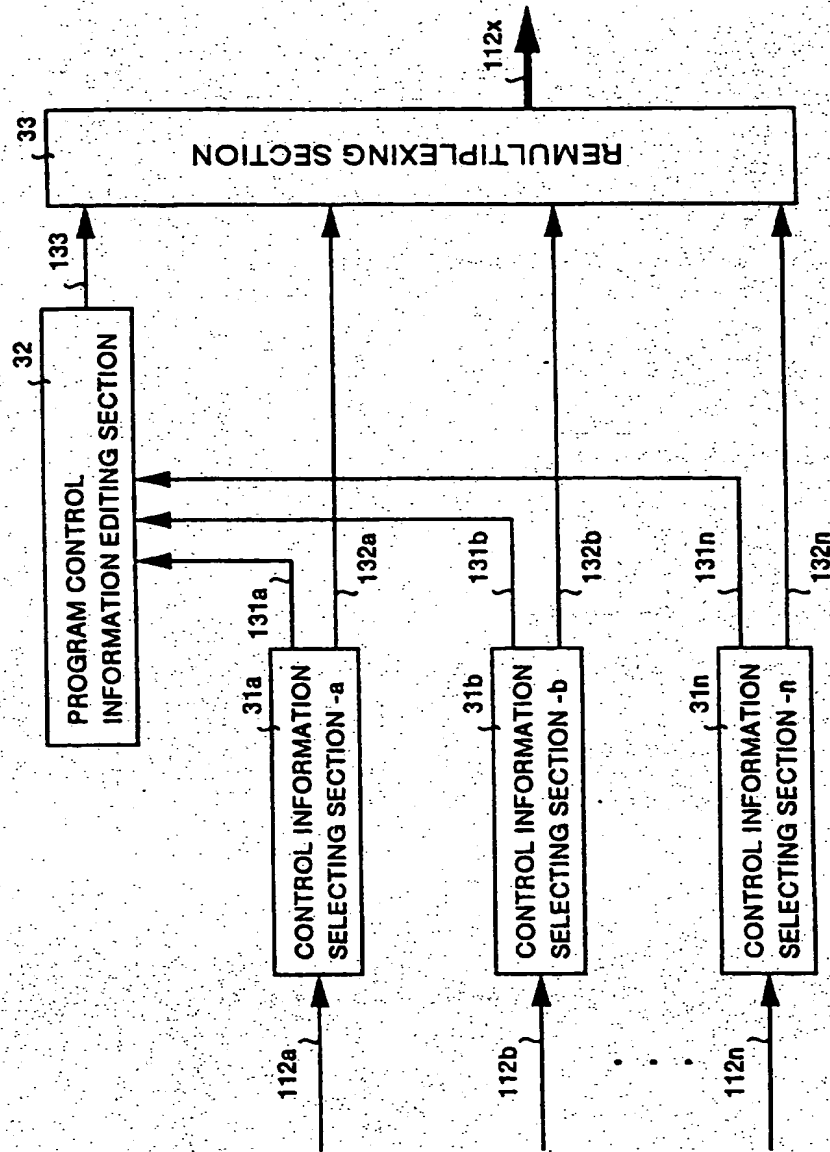 33
REMULTIPLEXING SECTION
112x
32
PROGRAM CONTROL
INFORMATION EDITING SECTION
133
31a
CONTROL INFORMATION
SELECTING SECTION -a
112a
131a
132a
31b
CONTROL INFORMATION
SELECTING SECTION -b
112b
131b
132b
. . .
31n
CONTROL INFORMATION
SELECTING SECTION -n
112n
131n
132n